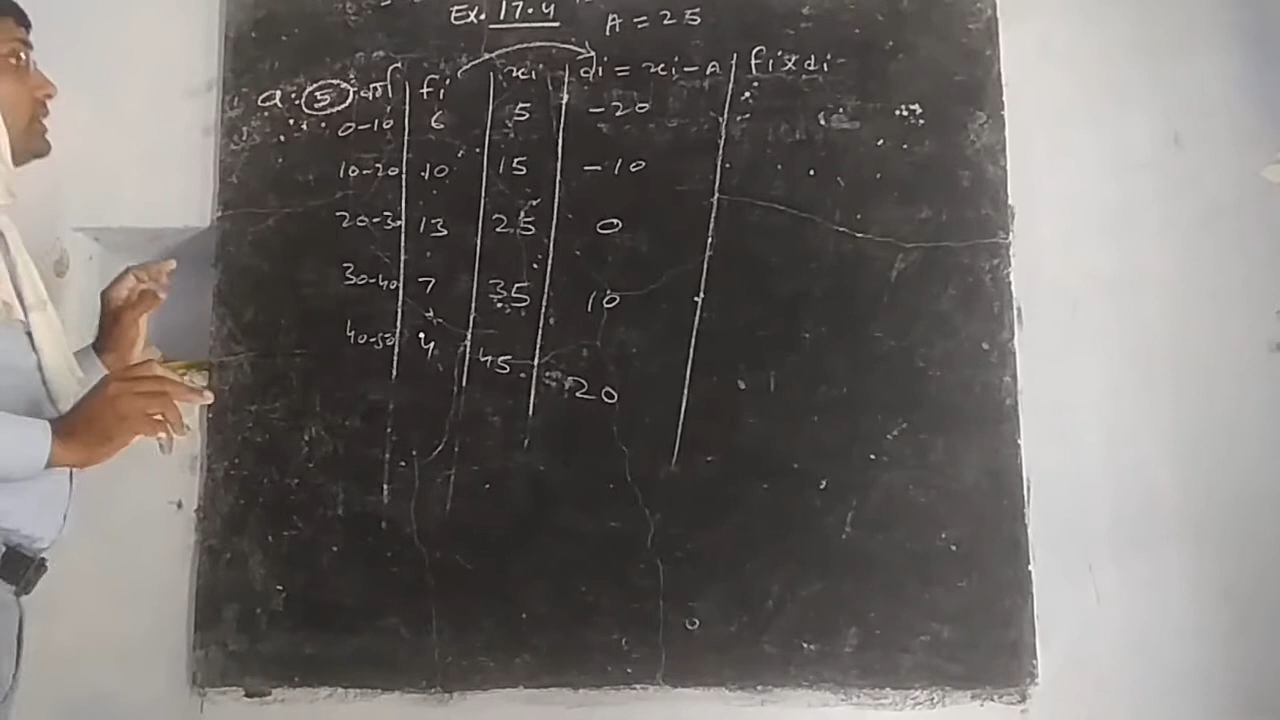 Ex. 17.4
A = 25
Q. 5 वर्ग fi xi di = xi - A fi x di
0-10 6 5 -20
10-20 10 15 -10
20-30 13 25 0
30-40 7 35 10
40-50 4 45 20